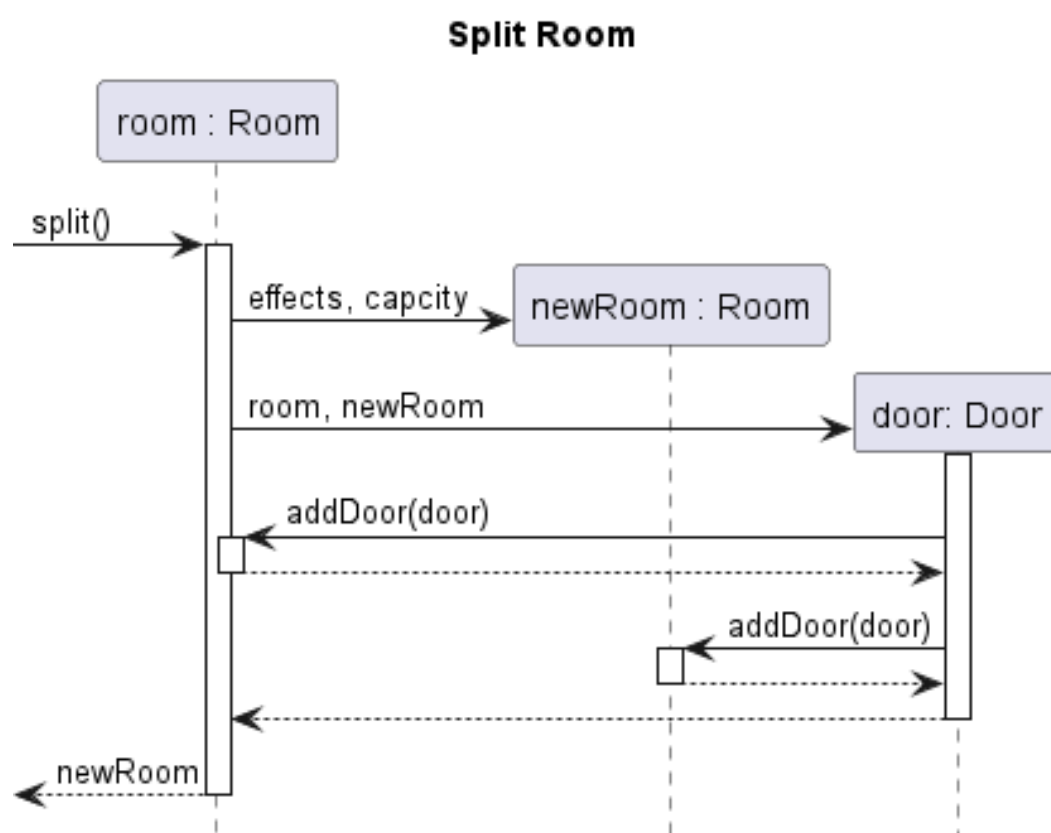 Split Room
room : Room
split()
effects, capcity
newRoom : Room
room, newRoom
door: Door
addDoor(door)
addDoor(door)
newRoom